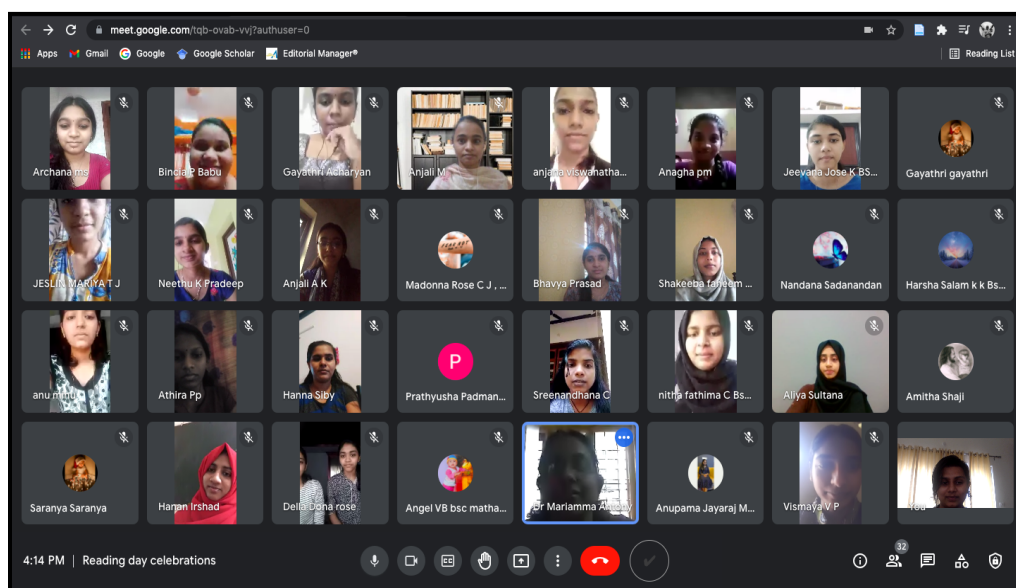 meet.google.com/tqb-ovab-vvj?authuser=0
Apps Gmail Google Google Scholar Editorial Manager® Reading List
Archana ms Bincia P Babu Gayathri Acharyan Anjali M anjana viswanatha... Anagha pm Jeevana Jose K BS... Gayathri gayathri
JESLIN MARIYA T J Neethu K Pradeep Anjali A K Madonna Rose C J , ... Bhavya Prasad Shakeeba faheem ... Nandana Sadanandan Harsha Salam k k Bs...
anu minu Athira Pp Hanna Siby P Prathyusha Padman... Sreenandhana C nitha fathima C Bs... Aliya Sultana Amitha Shaji
Saranya Saranya Hanan Irshad Della Dona rose Angel VB bsc matha... Dr Mariamma Antony Anupama Jayaraj M... Vismaya V P You
4:14 PM | Reading day celebrations CC 32